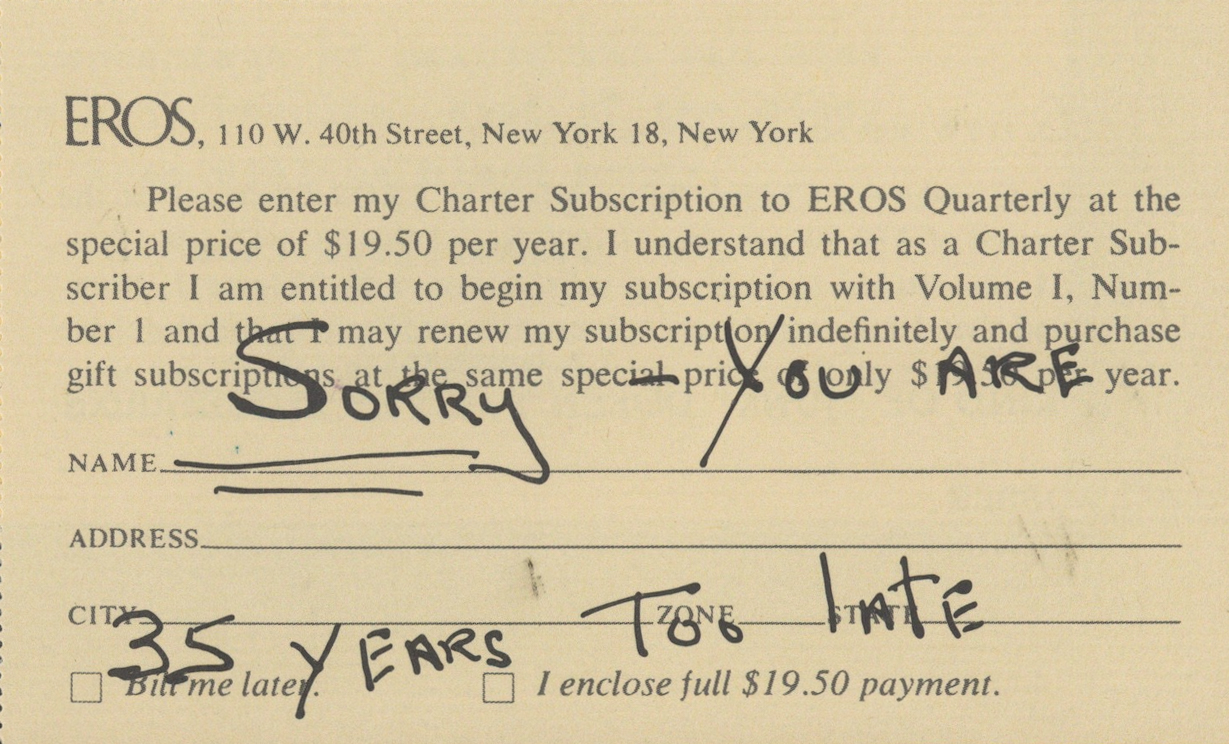 EROS, 110 W. 40th Street, New York 18, New York
Please enter my Charter Subscription to EROS Quarterly at the
special price of $19.50 per year. I understand that as a Charter Sub-
scriber I am entitled to begin my subscription with Volume I, Num-
ber 1 and that I may renew my subscription indefinitely and purchase
gift subscriptions at the same special price of only $19.50 per year.
SORRY — YOU ARE
NAME
ADDRESS
CITY ZONE STATE
35 YEARS TOO LATE
Bill me later. I enclose full $19.50 payment.